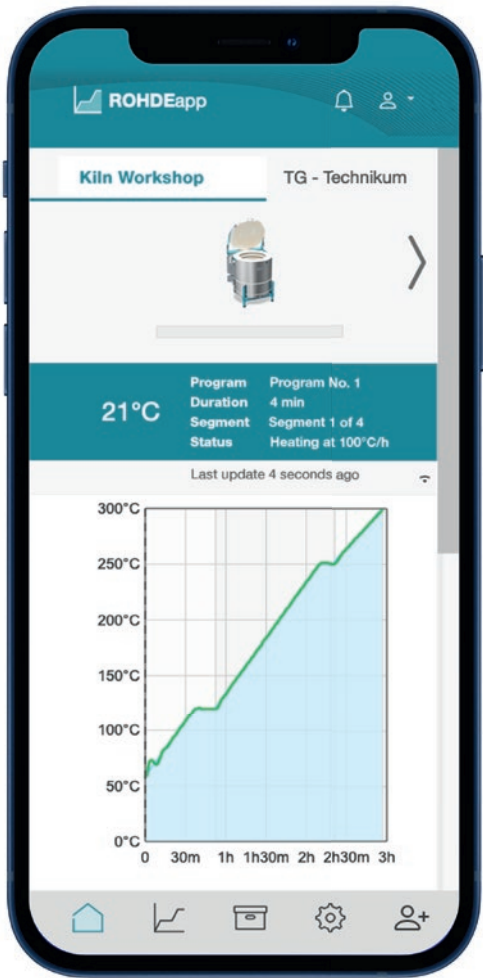 ROHDEapp
Kiln Workshop
TG - Technikum
21°C
Program Program No. 1
Duration 4 min
Segment Segment 1 of 4
Status Heating at 100°C/h
Last update 4 seconds ago
300°C
250°C
200°C
150°C
100°C
50°C
0°C
0 30m 1h 1h30m 2h 2h30m 3h